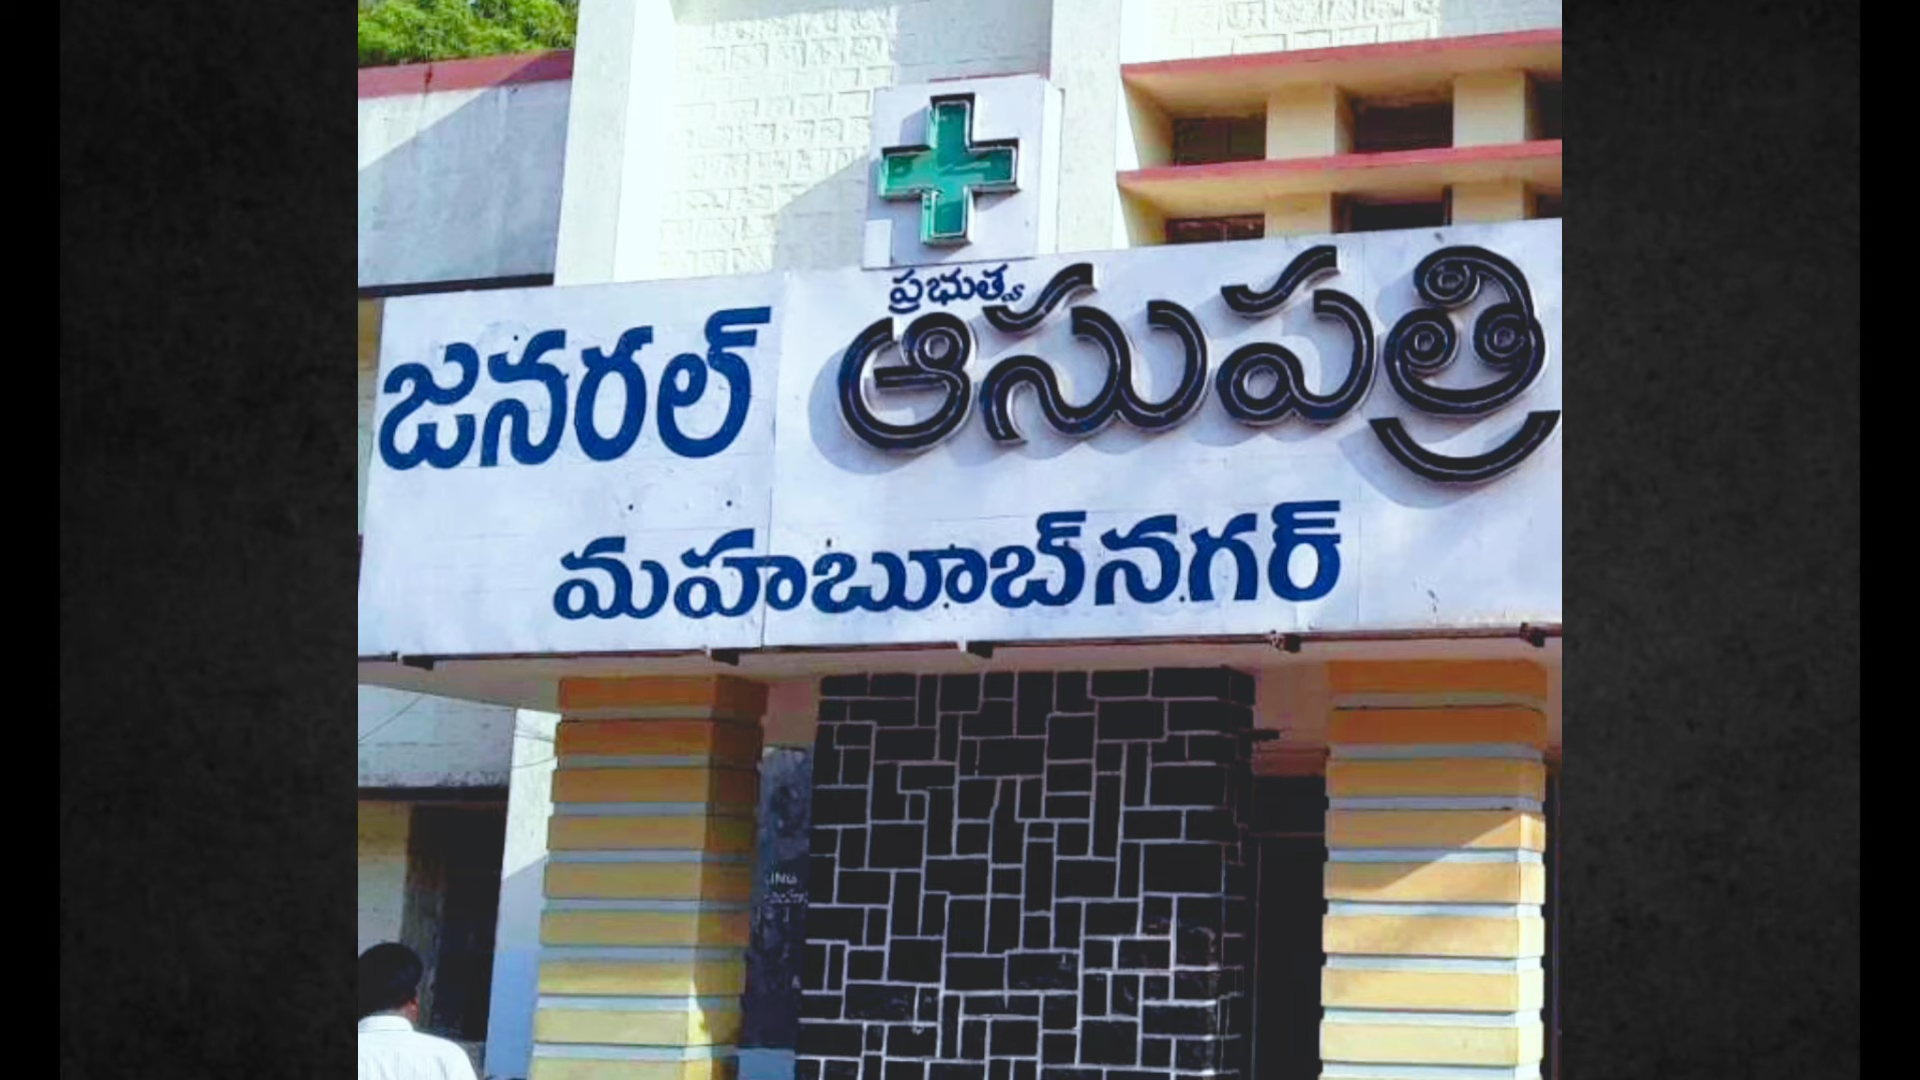 ప్రభుత్వ
జనరల్ ఆసుపత్రి
మహబూబ్‌నగర్